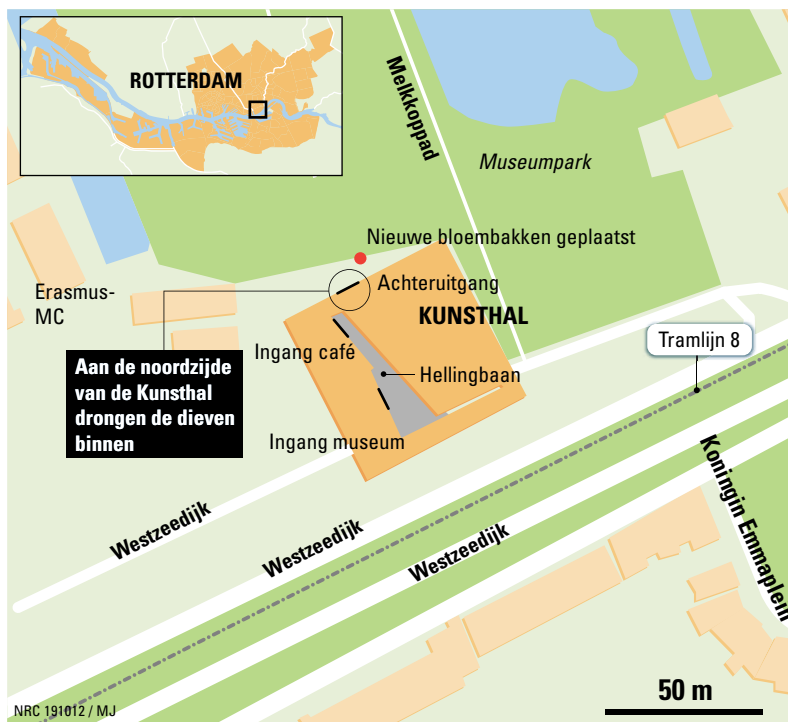 ROTTERDAM
Melkkoppad
Museumpark
Nieuwe bloembakken geplaatst
Achteruitgang
Erasmus-
MC
KUNSTHAL
Tramlijn 8
Ingang café
Aan de noordzijde
van de Kunsthal
drongen de dieven
binnen
Hellingbaan
Ingang museum
Koningin Emmaplein
Westzeedijk
Westzeedijk
Westzeedijk
50 m
NRC 191012 / MJ